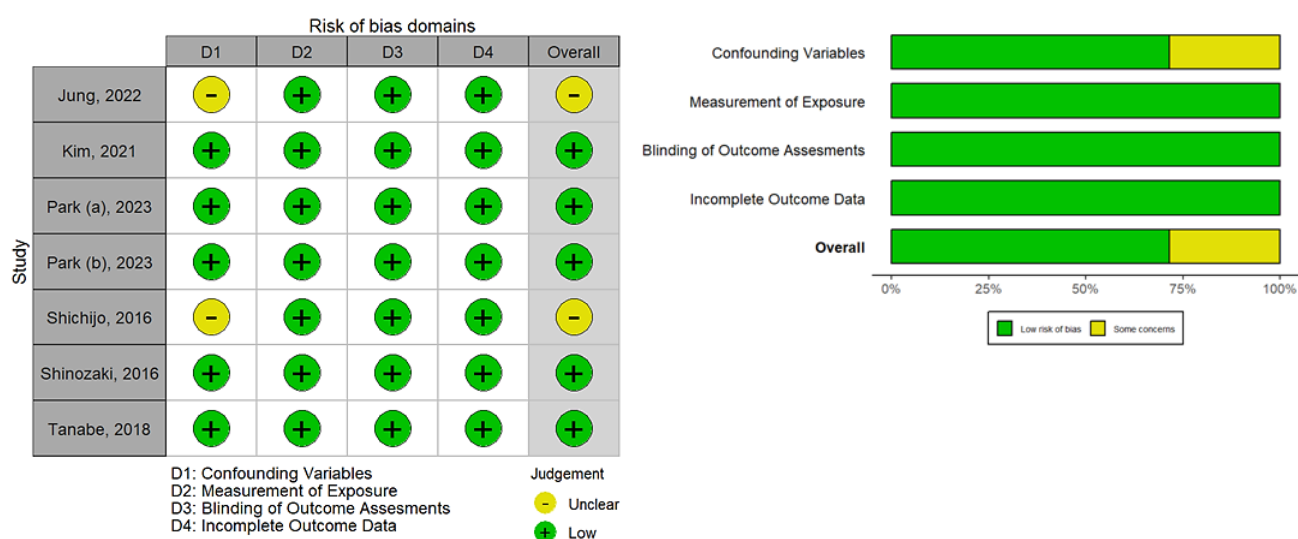 Risk of bias domains
D1 D2 D3 D4 Overall
Study
Jung, 2022 - + + + -
Kim, 2021 + + + + +
Park (a), 2023 + + + + +
Park (b), 2023 + + + + +
Shichijo, 2016 - + + + -
Shinozaki, 2016 + + + + +
Tanabe, 2018 + + + + +
D1: Confounding Variables
D2: Measurement of Exposure
D3: Blinding of Outcome Assesments
D4: Incomplete Outcome Data
Judgement
- Unclear
+ Low
Confounding Variables
Measurement of Exposure
Blinding of Outcome Assesments
Incomplete Outcome Data
Overall
0% 25% 50% 75% 100%
Low risk of bias Some concerns